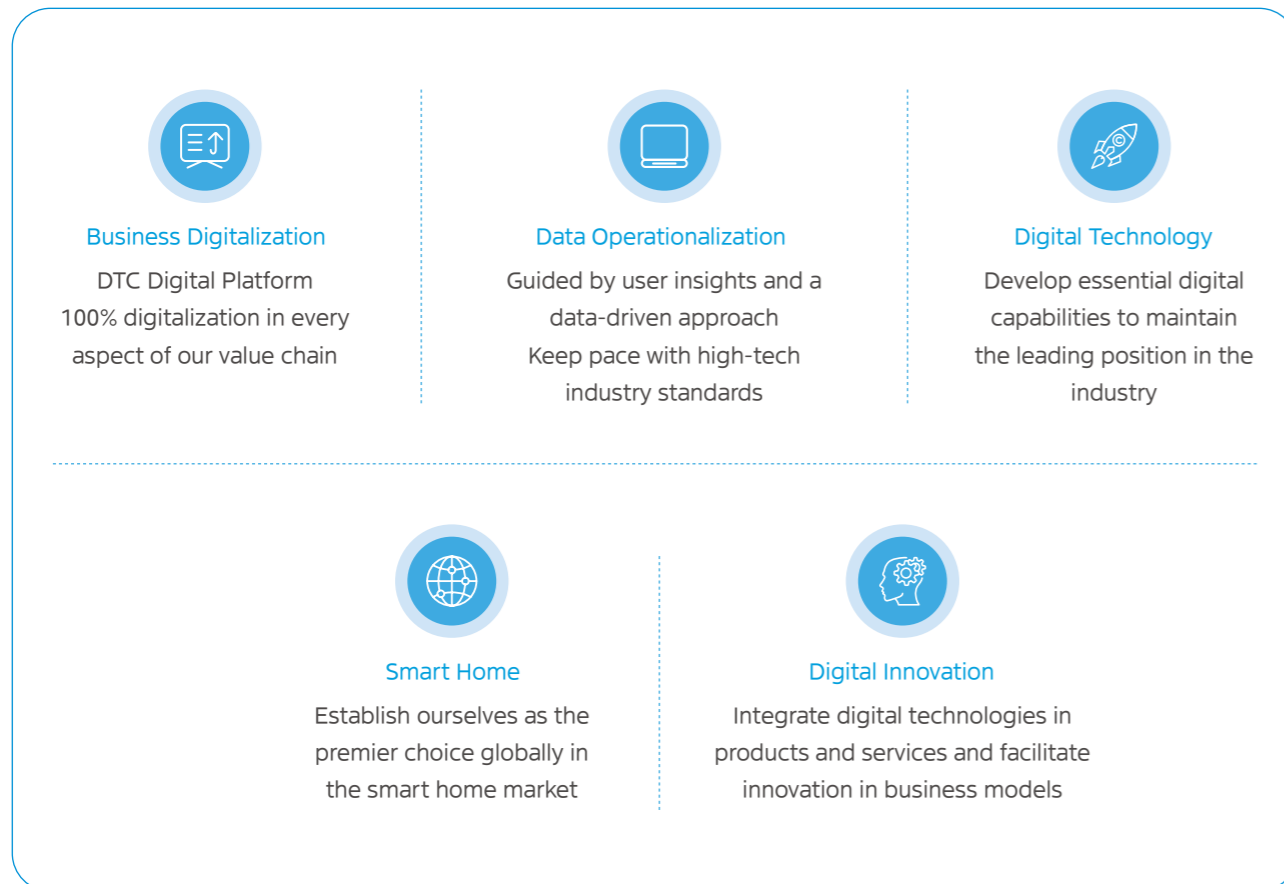 Business Digitalization
DTC Digital Platform
100% digitalization in every
aspect of our value chain
Data Operationalization
Guided by user insights and a
data-driven approach
Keep pace with high-tech
industry standards
Digital Technology
Develop essential digital
capabilities to maintain
the leading position in the
industry
Smart Home
Establish ourselves as the
premier choice globally in
the smart home market
Digital Innovation
Integrate digital technologies in
products and services and facilitate
innovation in business models